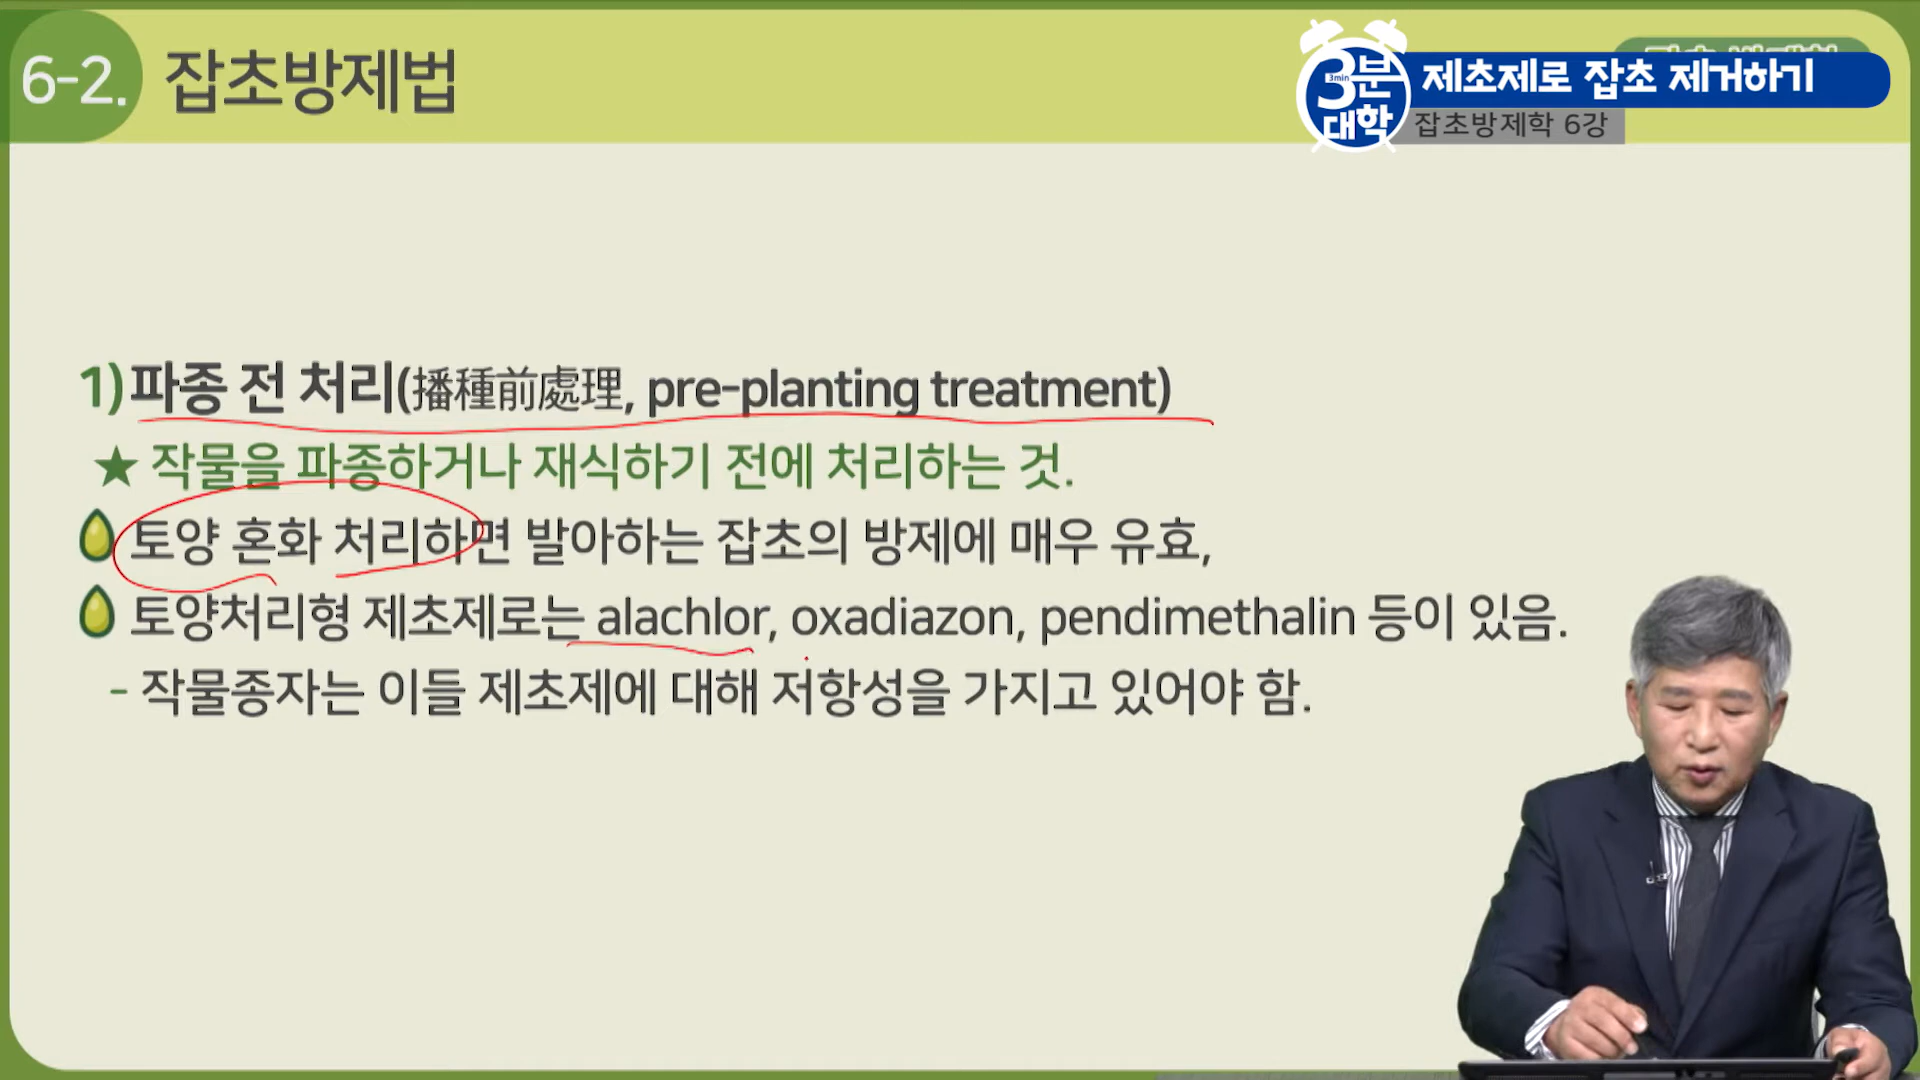 6-2. 잡초방제법
3분
3min
대학
제초제로 잡초 제거하기
잡초방제학 6강
1) 파종 전 처리(播種前處理, pre-planting treatment)
★ 작물을 파종하거나 재식하기 전에 처리하는 것.
토양 혼화 처리하면 발아하는 잡초의 방제에 매우 유효,
토양처리형 제초제로는 alachlor, oxadiazon, pendimethalin 등이 있음.
- 작물종자는 이들 제초제에 대해 저항성을 가지고 있어야 함.